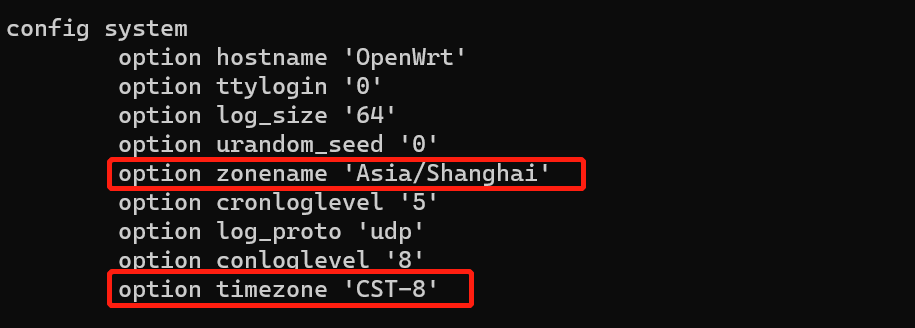 config system
option hostname 'OpenWrt'
option ttylogin '0'
option log_size '64'
option urandom_seed '0'
option zonename 'Asia/Shanghai'
option cronloglevel '5'
option log_proto 'udp'
option conloglevel '8'
option timezone 'CST-8'